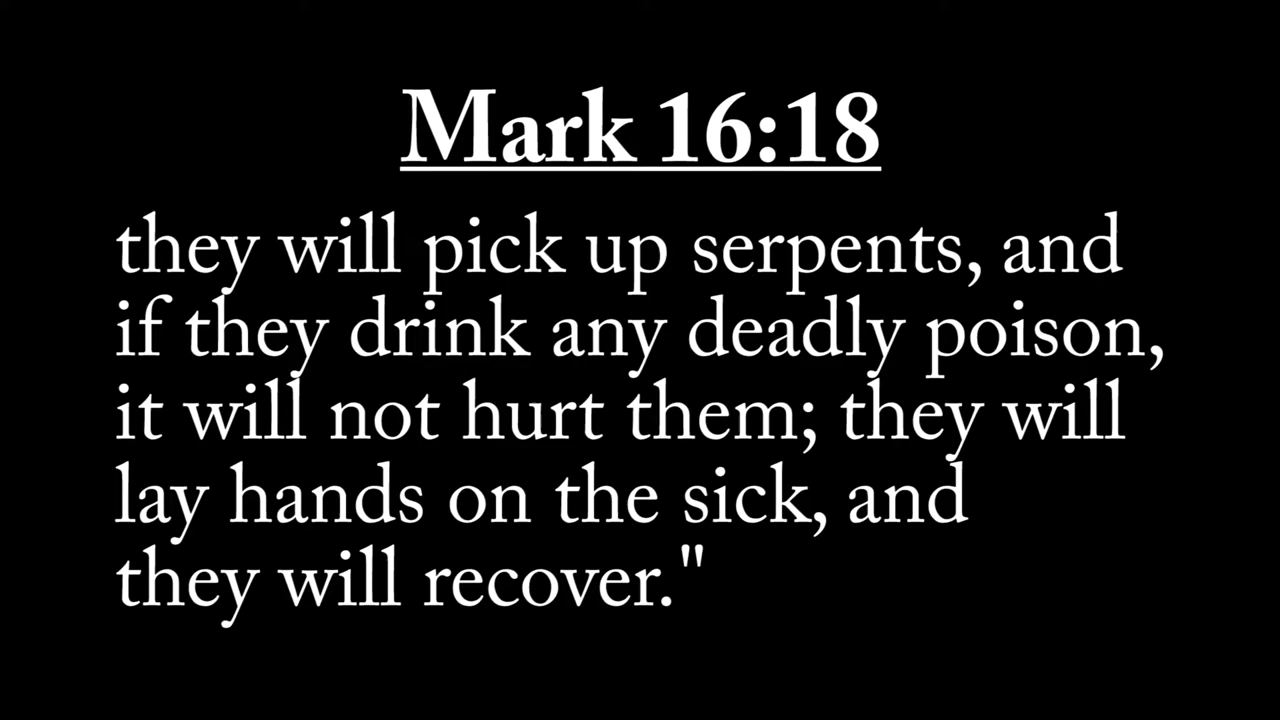 Mark 16:18
they will pick up serpents, and
if they drink any deadly poison,
it will not hurt them; they will
lay hands on the sick, and
they will recover."